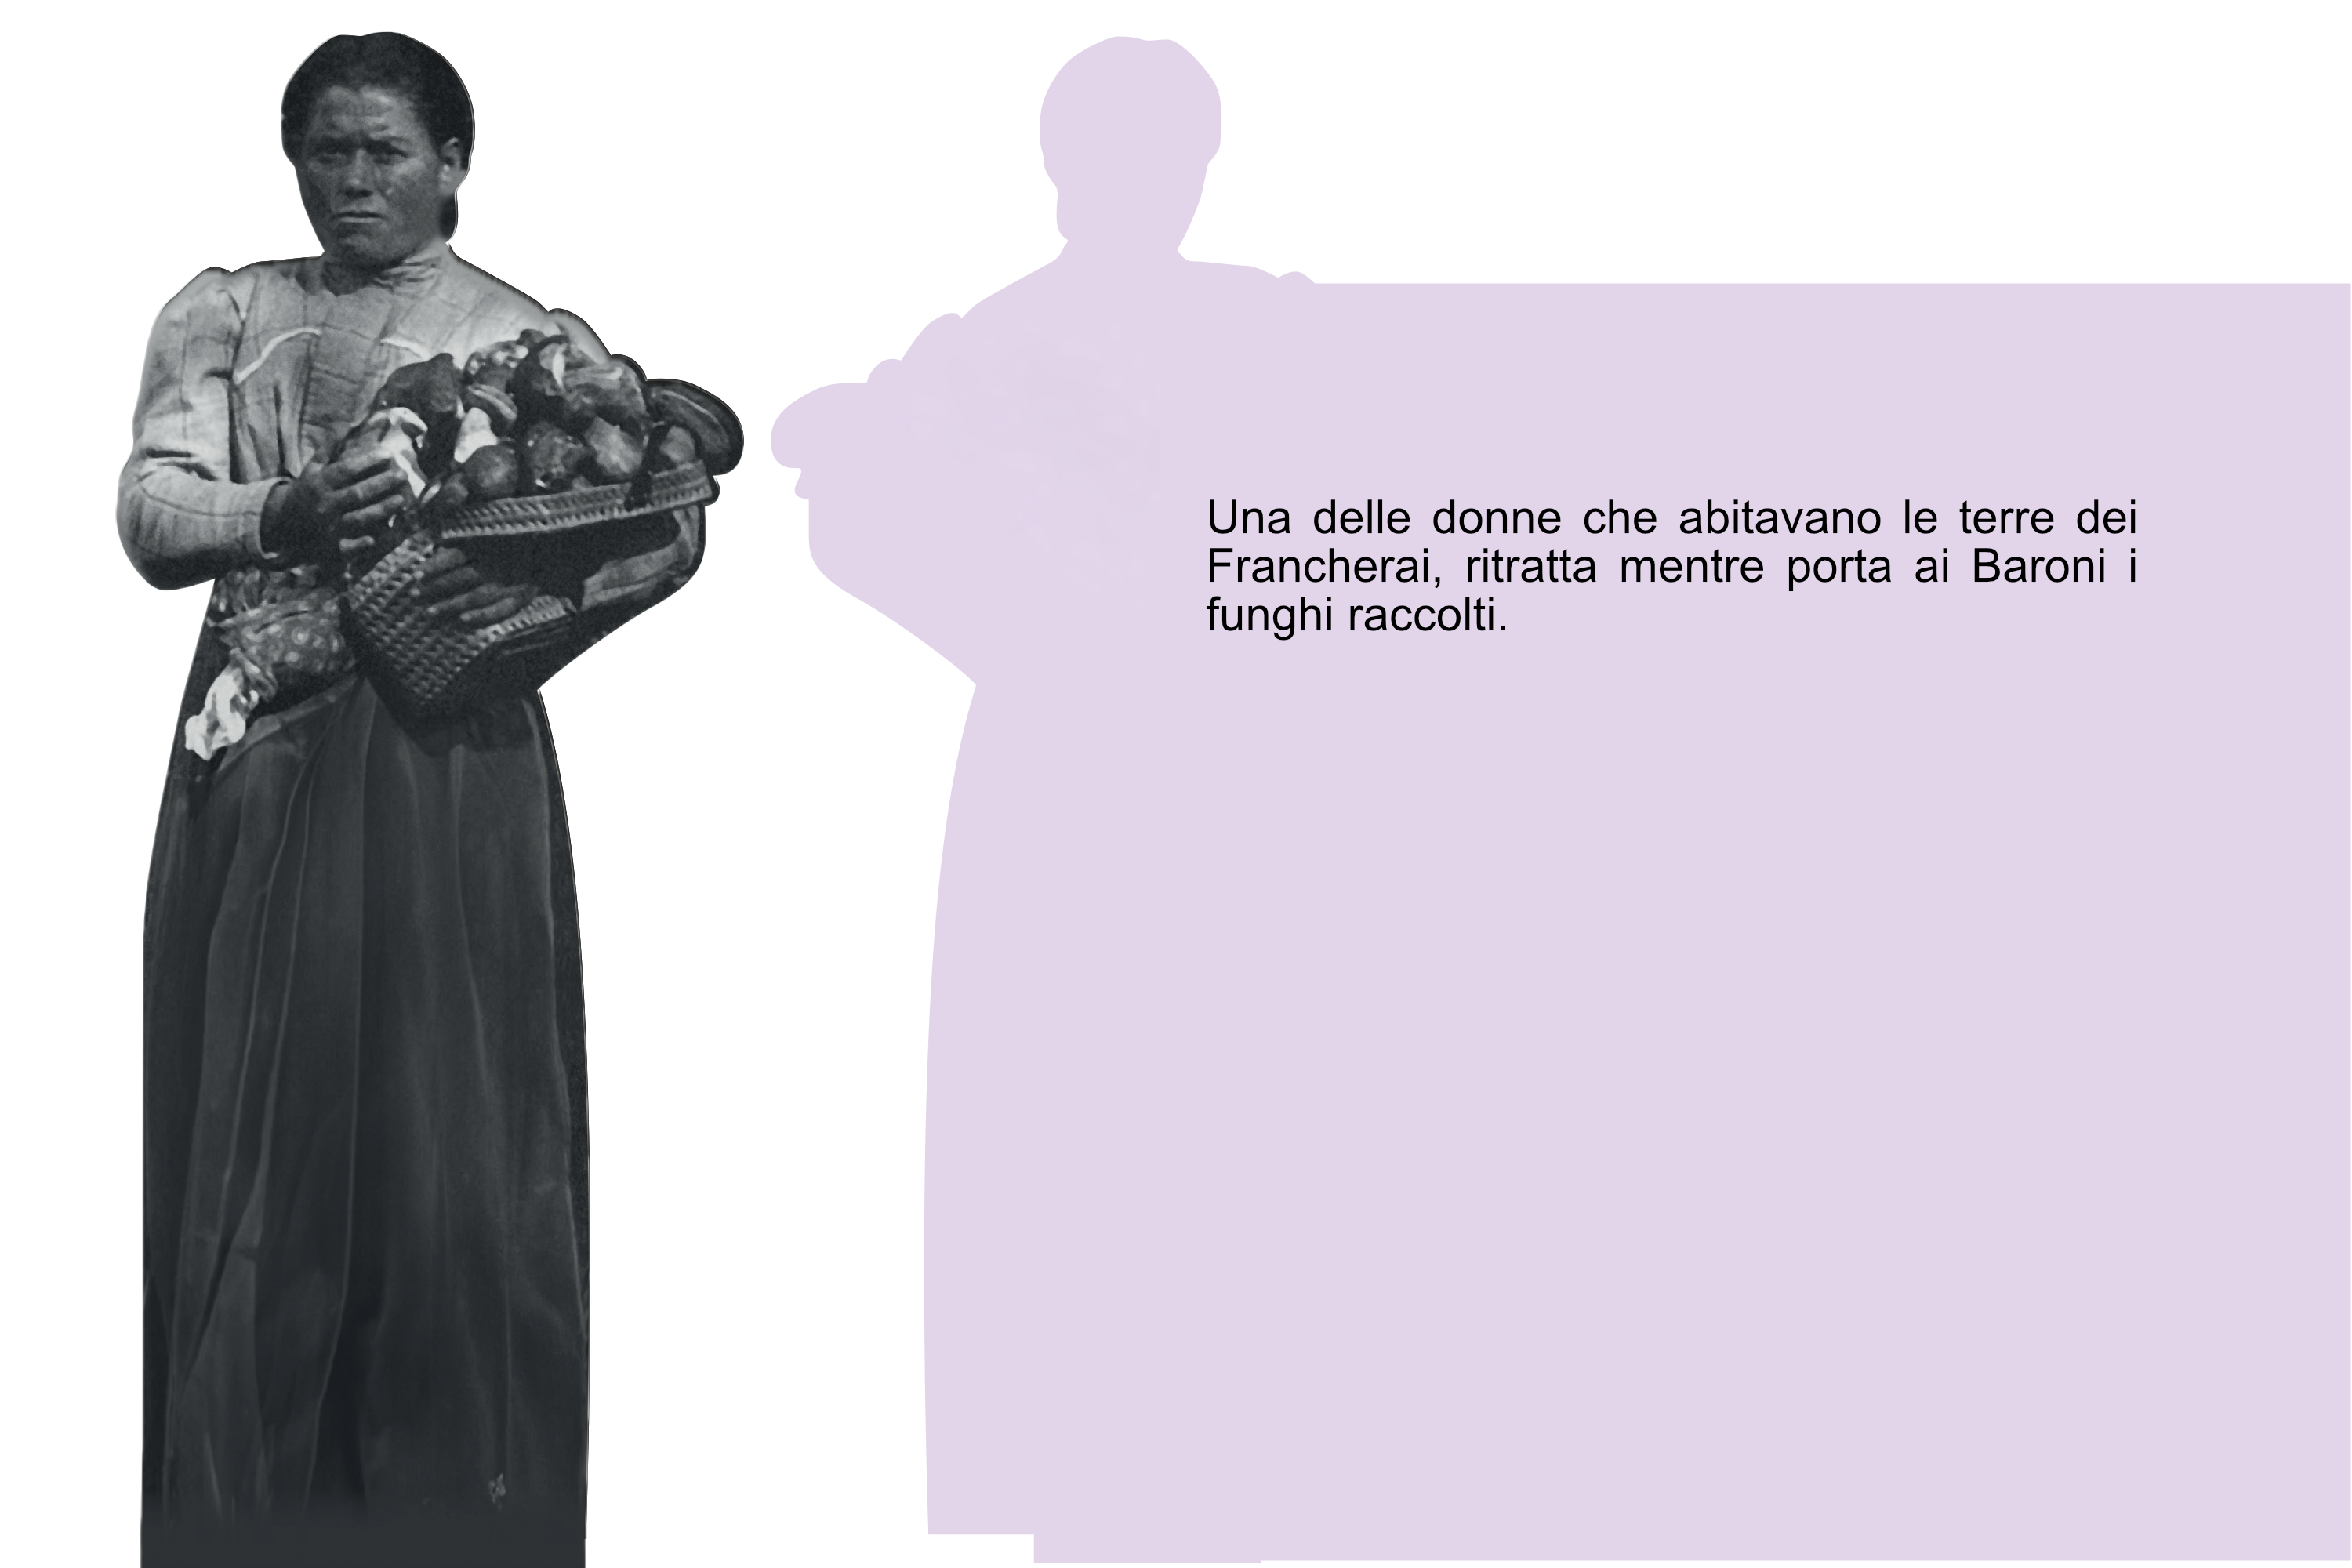 Una delle donne che abitavano le terre dei
Francherai, ritratta mentre porta ai Baroni i
funghi raccolti.